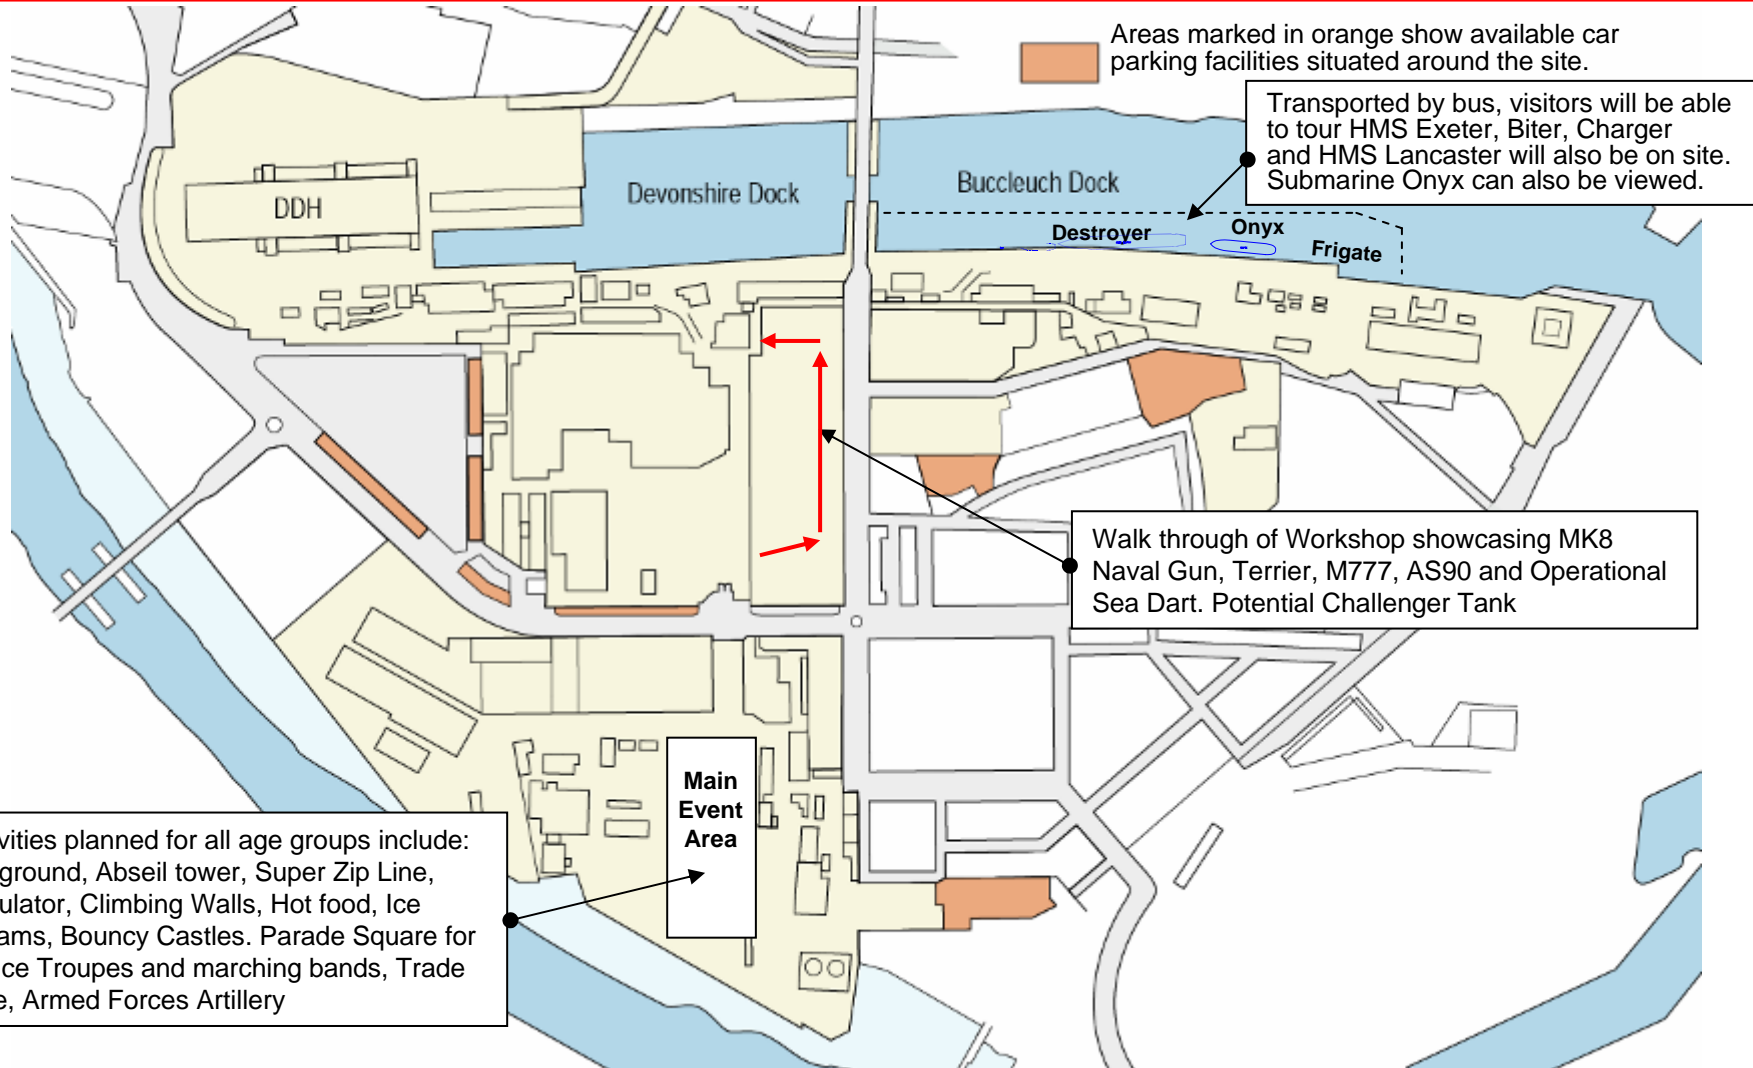 Areas marked in orange show available car
parking facilities situated around the site.
Transported by bus, visitors will be able
to tour HMS Exeter, Biter, Charger
and HMS Lancaster will also be on site.
Submarine Onyx can also be viewed.
DDH
Devonshire Dock
Buccleuch Dock
Destroyer
Onyx
Frigate
Walk through of Workshop showcasing MK8
Naval Gun, Terrier, M777, AS90 and Operational
Sea Dart. Potential Challenger Tank
Main
Event
Area
vities planned for all age groups include:
ground, Abseil tower, Super Zip Line,
ulator, Climbing Walls, Hot food, Ice
ams, Bouncy Castles. Parade Square for
ce Troupes and marching bands, Trade
e, Armed Forces Artillery